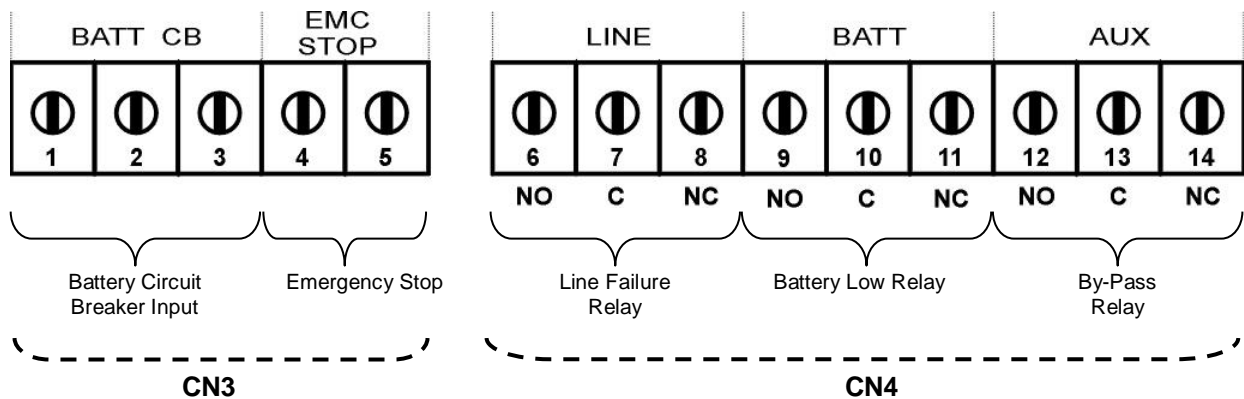 BATT CB EMC STOP LINE BATT AUX
1 2 3 4 5 6 7 8 9 10 11 12 13 14
NO C NC NO C NC NO C NC
Battery Circuit Breaker Input
Emergency Stop
Line Failure Relay
Battery Low Relay
By-Pass Relay
CN3 CN4